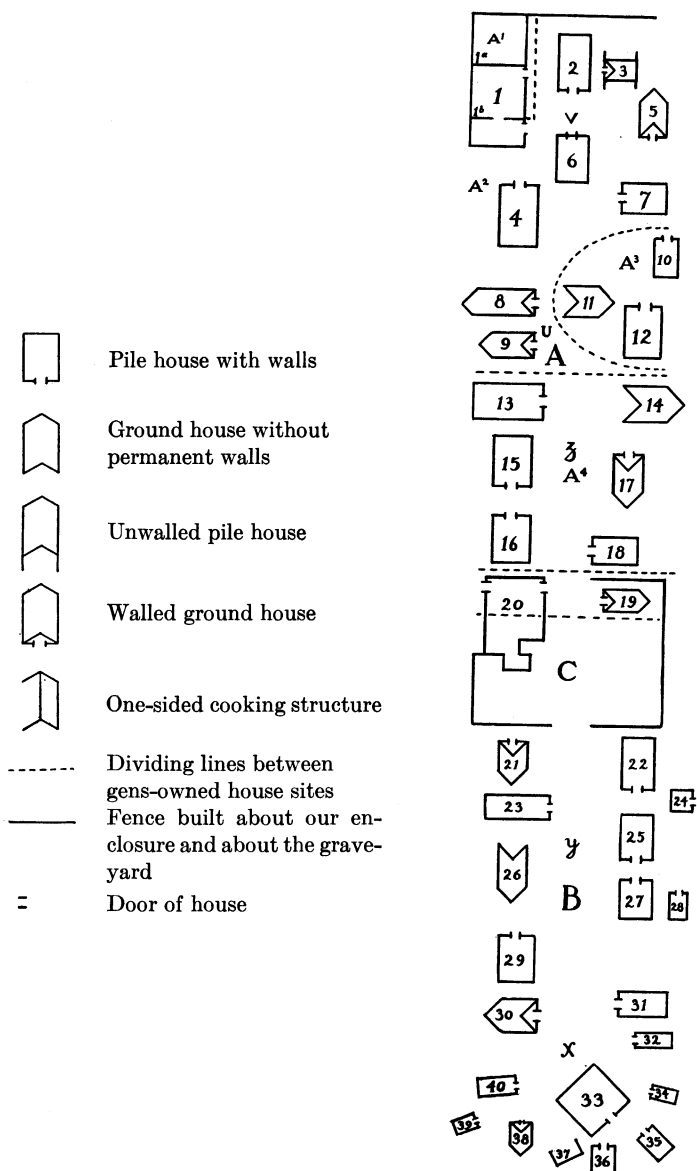 A¹
1ᵃ
1
1ᵇ
2
3
5
V
6
A²
4
7
A³
10
8
11
9
U
A
12
13
14
15
z
A⁴
17
16
18
20
19
C
21
22
23
24
25
26
y
B
27
28
29
30
31
32
x
40
33
34
39
38
37
36
35
Pile house with walls
Ground house without
permanent walls
Unwalled pile house
Walled ground house
One-sided cooking structure
Dividing lines between
gens-owned house sites
Fence built about our en-
closure and about the grave-
yard
Door of house